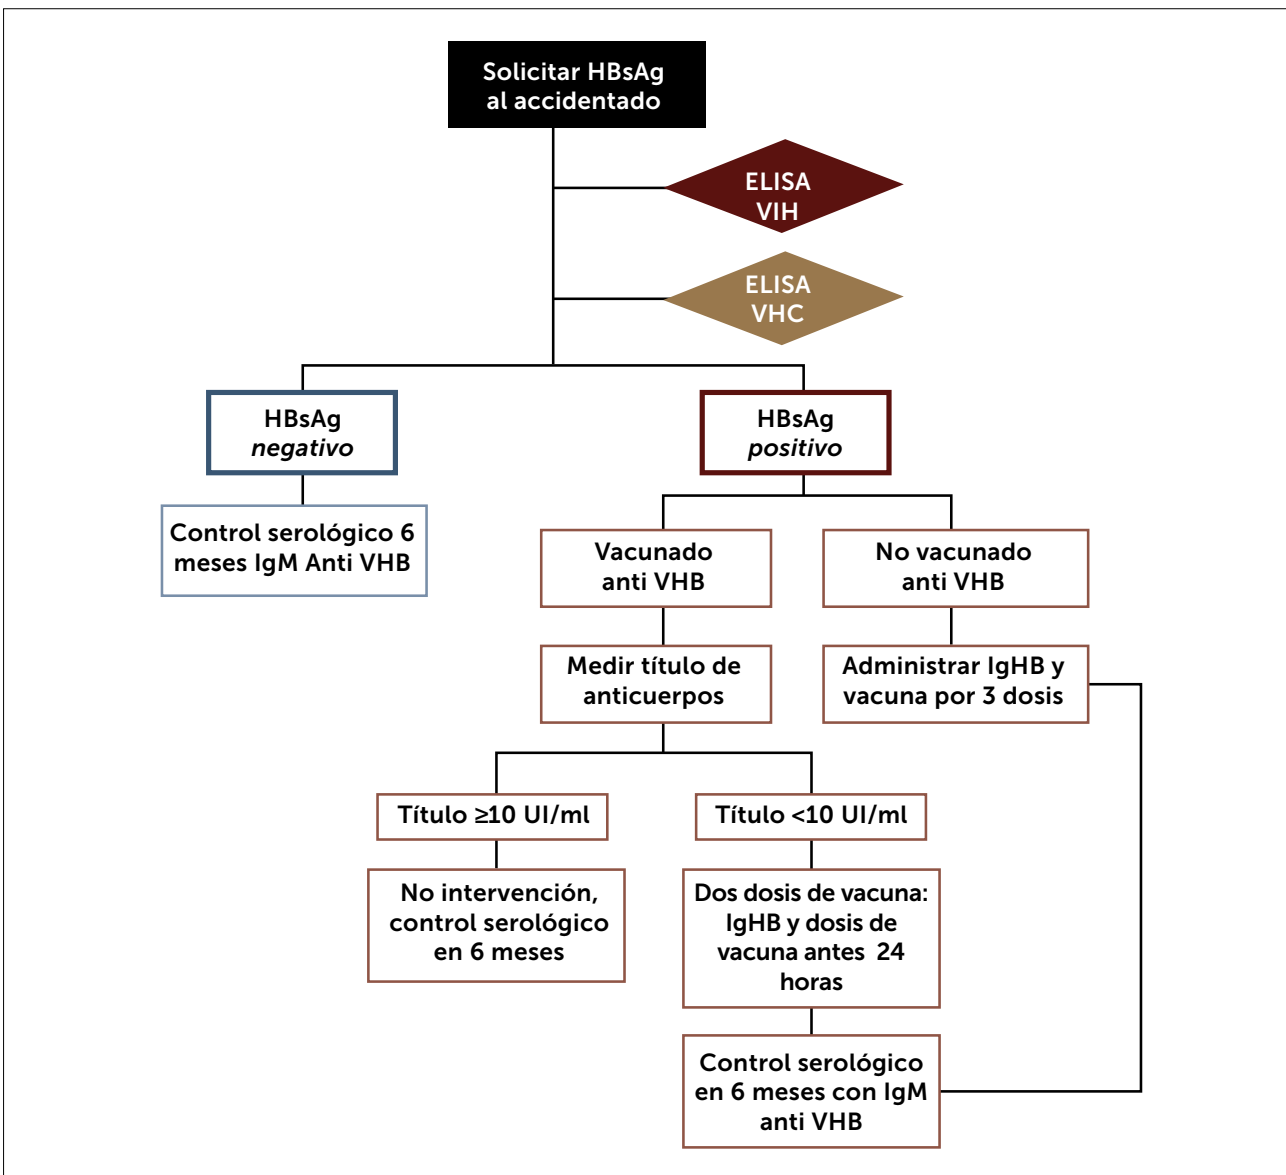 Solicitar HBsAg
al accidentado
ELISA
VIH
ELISA
VHC
HBsAg
negativo
HBsAg
positivo
Control serológico 6
meses IgM Anti VHB
Vacunado
anti VHB
No vacunado
anti VHB
Medir título de
anticuerpos
Administrar IgHB y
vacuna por 3 dosis
Título ≥10 UI/ml
Título <10 UI/ml
No intervención,
control serológico
en 6 meses
Dos dosis de vacuna:
IgHB y dosis de
vacuna antes 24
horas
Control serológico
en 6 meses con IgM
anti VHB